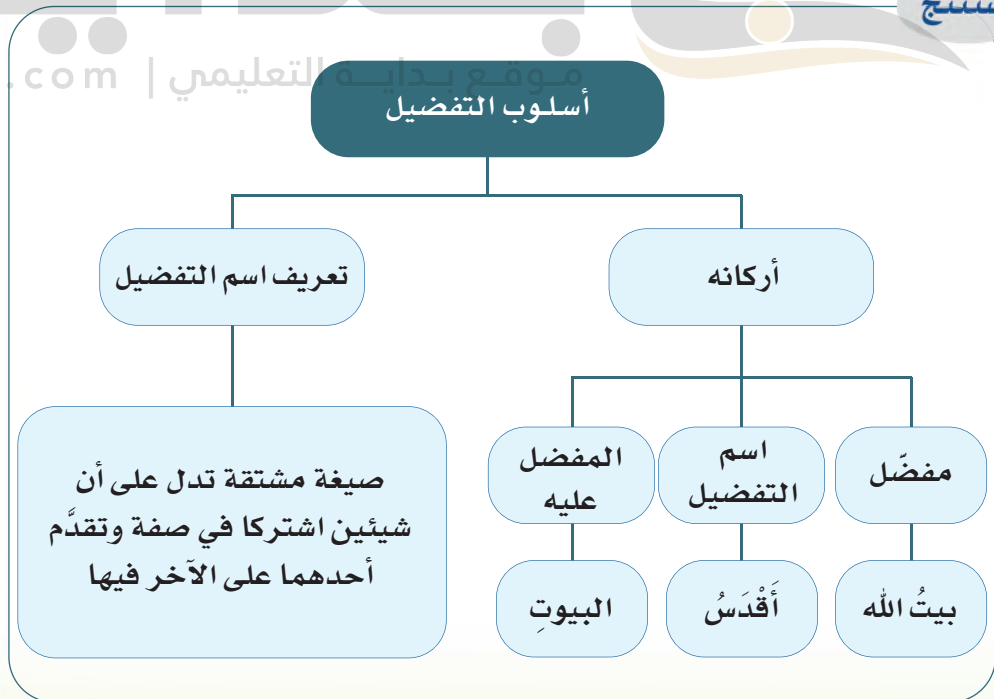 موقع بداية التعليمي | .com
أسلوب التفضيل
أركانه
تعريف اسم التفضيل
مفضّل
اسم
التفضيل
المفضل
عليه
بيتُ الله
أَقْدَسُ
البيوتِ
صيغة مشتقة تدل على أن
شيئين اشتركا في صفة وتقدَّم
أحدهما على الآخر فيها